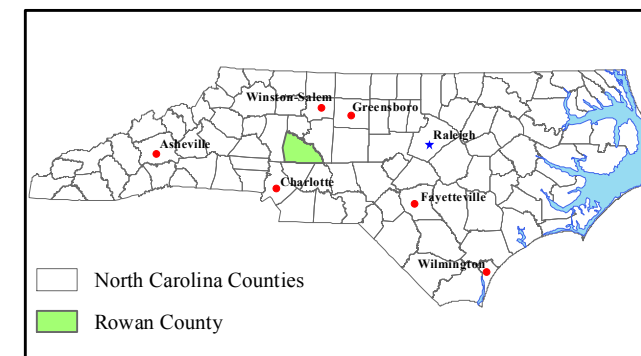 Winston-Salem
Greensboro
Raleigh
Asheville
Charlotte
Fayetteville
Wilmington
North Carolina Counties
Rowan County